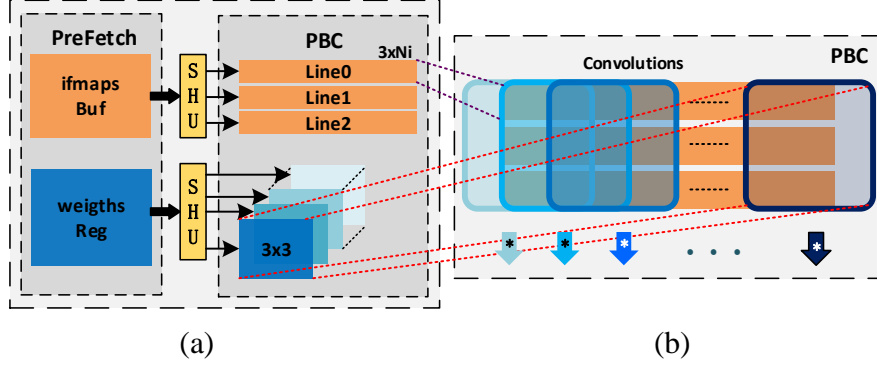 PreFetch
ifmaps
Buf
weigths
Reg
S
H
U
S
H
U
PBC
3xNi
Line0
Line1
Line2
3x3
PBC
Convolutions
......
......
......
* * * . . . *
(a)
(b)